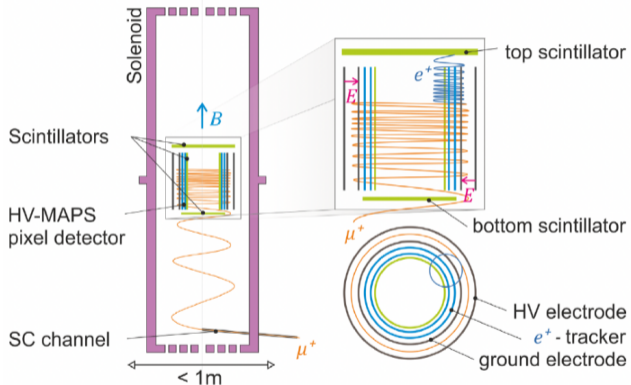 Solenoid
B
Scintillators
HV-MAPS
pixel detector
SC channel
μ⁺
< 1m
top scintillator
e⁺
E
E
bottom scintillator
μ⁺
HV electrode
e⁺ - tracker
ground electrode